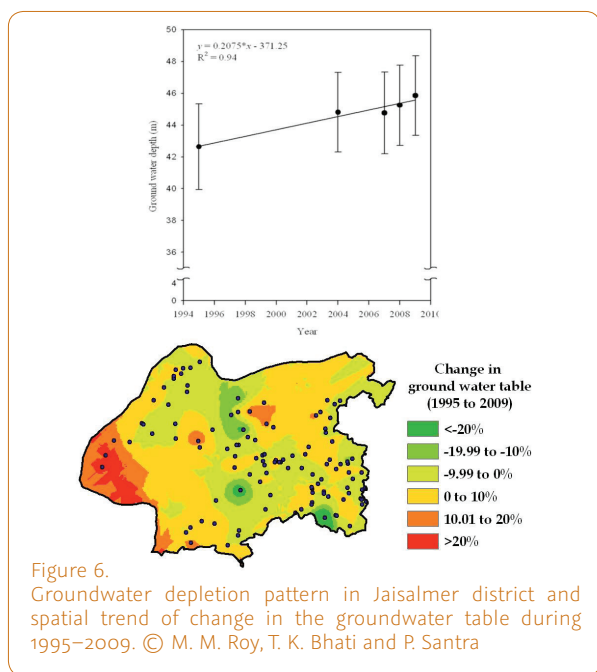 y = 0.2075*x - 371.25
R² = 0.94
Ground water depth (m)
50
48
46
44
42
40
38
36
4
0
1994 1996 1998 2000 2002 2004 2006 2008 2010
Year
Change in
ground water table
(1995 to 2009)
<-20%
-19.99 to -10%
-9.99 to 0%
0 to 10%
10.01 to 20%
>20%
Figure 6.
Groundwater depletion pattern in Jaisalmer district and
spatial trend of change in the groundwater table during
1995–2009. © M. M. Roy, T. K. Bhati and P. Santra